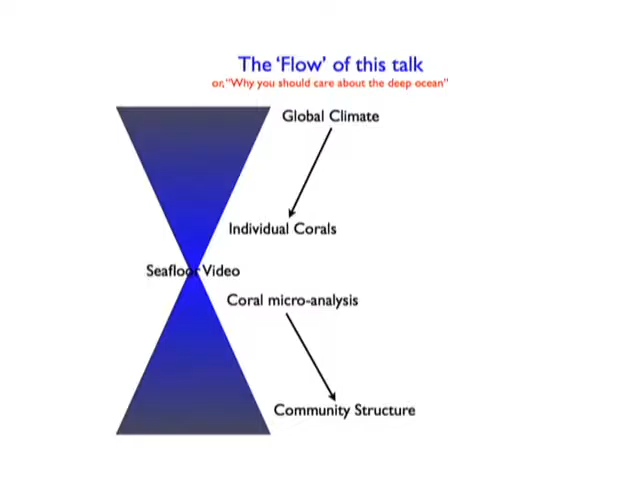 The ‘Flow’ of this talk
or, “Why you should care about the deep ocean”
Global Climate
Individual Corals
Seafloor Video
Coral micro-analysis
Community Structure